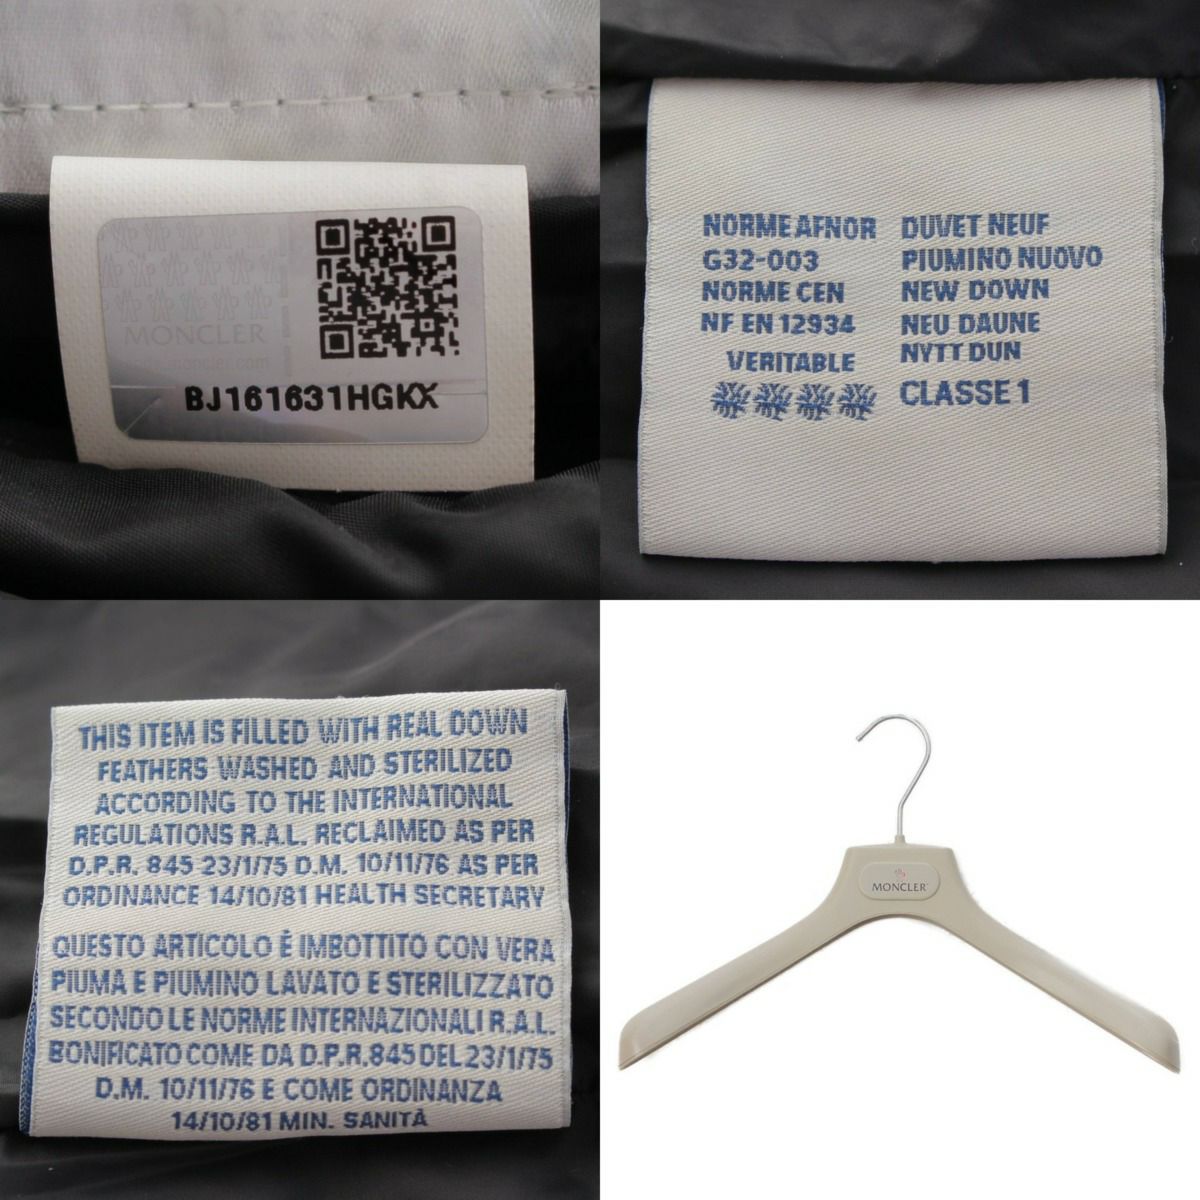 MONCLER
moncler.com
BJ161631HGKX
NORME AFNOR
G32-003
NORME CEN
NF EN 12934
VERITABLE
DUVET NEUF
PIUMINO NUOVO
NEW DOWN
NEU DAUNE
NYTT DUN
CLASSE 1
THIS ITEM IS FILLED WITH REAL DOWN
FEATHERS WASHED AND STERILIZED
ACCORDING TO THE INTERNATIONAL
REGULATIONS R.A.L. RECLAIMED AS PER
D.P.R. 845 23/1/75 D.M. 10/11/76 AS PER
ORDINANCE 14/10/81 HEALTH SECRETARY
QUESTO ARTICOLO È IMBOTTITO CON VERA
PIUMA E PIUMINO LAVATO E STERILIZZATO
SECONDO LE NORME INTERNAZIONALI R.A.L.
BONIFICATO COME DA D.P.R. 845 DEL 23/1/75
D.M. 10/11/76 E COME ORDINANZA
14/10/81 MIN. SANITÀ
MONCLER